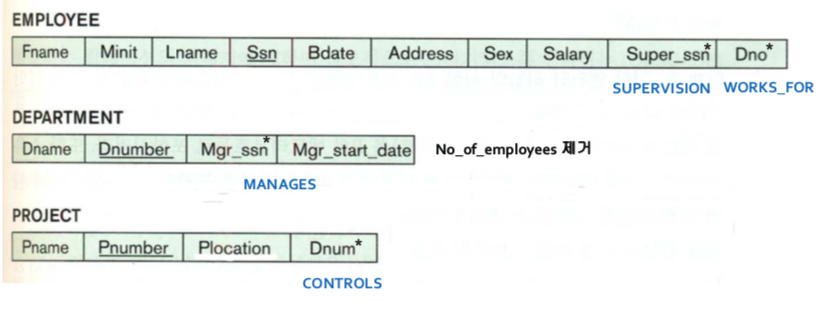 EMPLOYEE
Fname Minit Lname Ssn Bdate Address Sex Salary Super_ssn* Dno*
SUPERVISION WORKS_FOR
DEPARTMENT
Dname Dnumber Mgr_ssn* Mgr_start_date No_of_employees 제거
MANAGES
PROJECT
Pname Pnumber Plocation Dnum*
CONTROLS